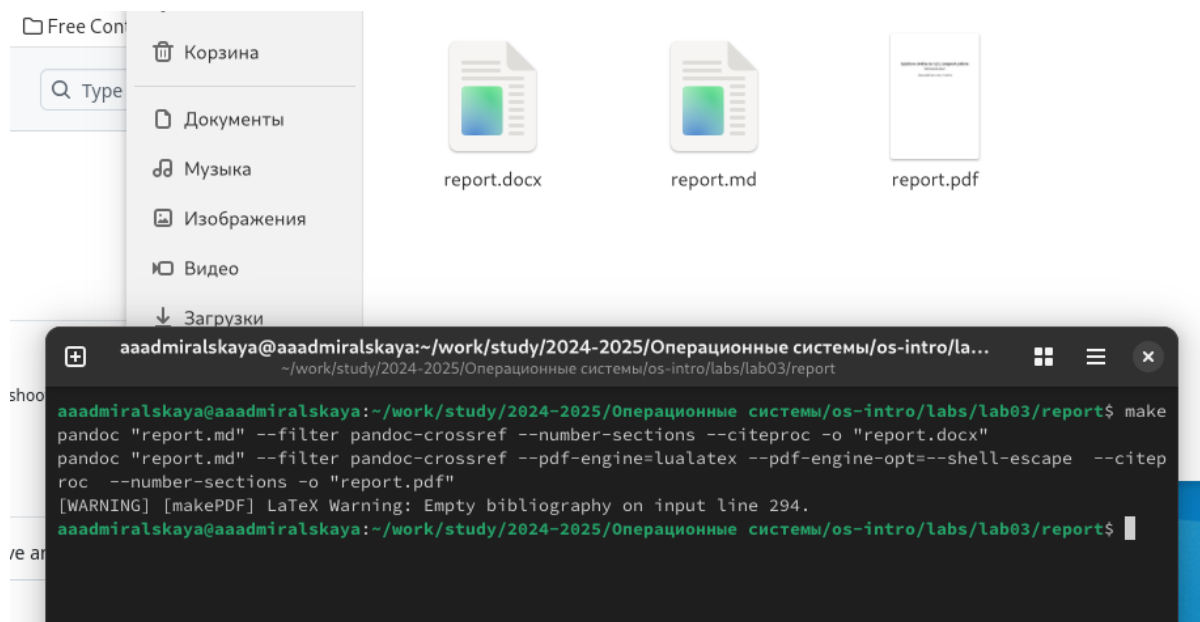 Free Cont
Корзина
Type
Документы
Музыка
Изображения
Видео
Загрузки
report.docx
report.md
report.pdf
aaadmiralskaya@aaadmiralskaya:~/work/study/2024-2025/Операционные системы/os-intro/la...
~/work/study/2024-2025/Операционные системы/os-intro/labs/lab03/report
shoo
aaadmiralskaya@aaadmiralskaya:~/work/study/2024-2025/Операционные системы/os-intro/labs/lab03/report$ make
pandoc "report.md" --filter pandoc-crossref --number-sections --citeproc -o "report.docx"
pandoc "report.md" --filter pandoc-crossref --pdf-engine=lualatex --pdf-engine-opt=--shell-escape  --citep
roc  --number-sections -o "report.pdf"
[WARNING] [makePDF] LaTeX Warning: Empty bibliography on input line 294.
aaadmiralskaya@aaadmiralskaya:~/work/study/2024-2025/Операционные системы/os-intro/labs/lab03/report$
ve ar